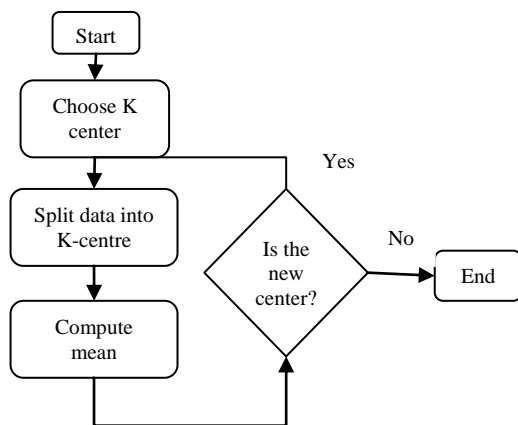 Start
Choose K
center
Split data into
K-centre
Compute
mean
Yes
Is the
new
center?
No
End